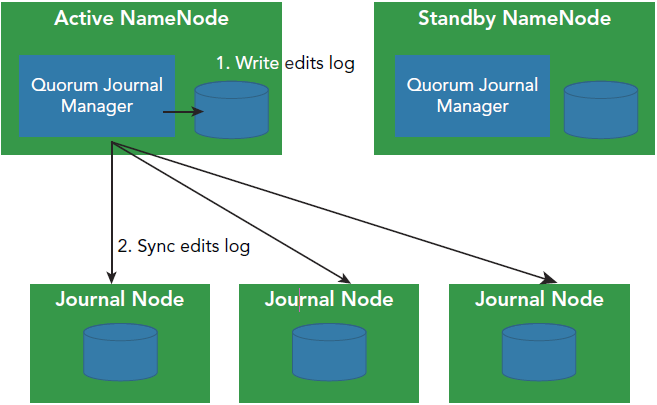 Active NameNode
Standby NameNode
1. Write edits log
Quorum Journal
Manager
Quorum Journal
Manager
2. Sync edits log
Journal Node
Journal Node
Journal Node